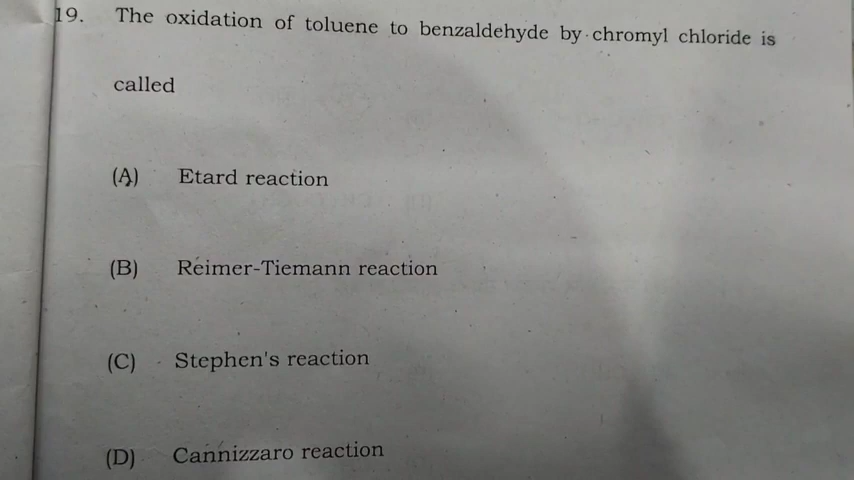 19. The oxidation of toluene to benzaldehyde by chromyl chloride is
called
(A) Etard reaction
(B) Reimer-Tiemann reaction
(C) Stephen's reaction
(D) Cannizzaro reaction